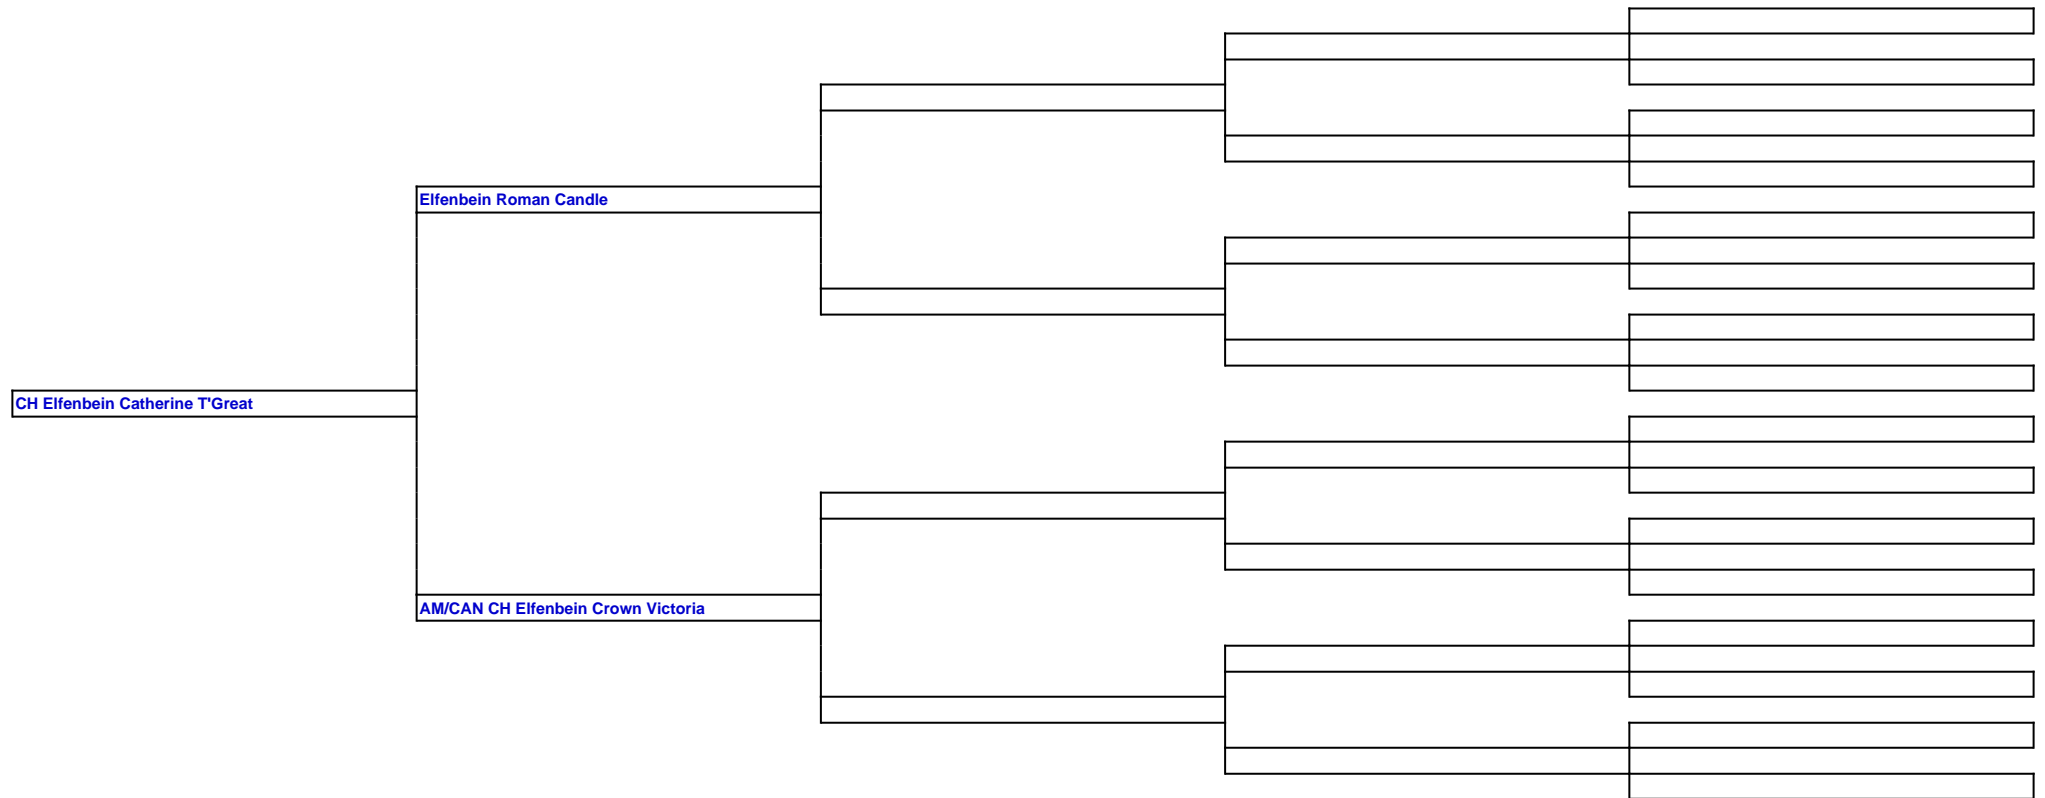 Elfenbein Roman Candle
CH Elfenbein Catherine T'Great
AM/CAN CH Elfenbein Crown Victoria